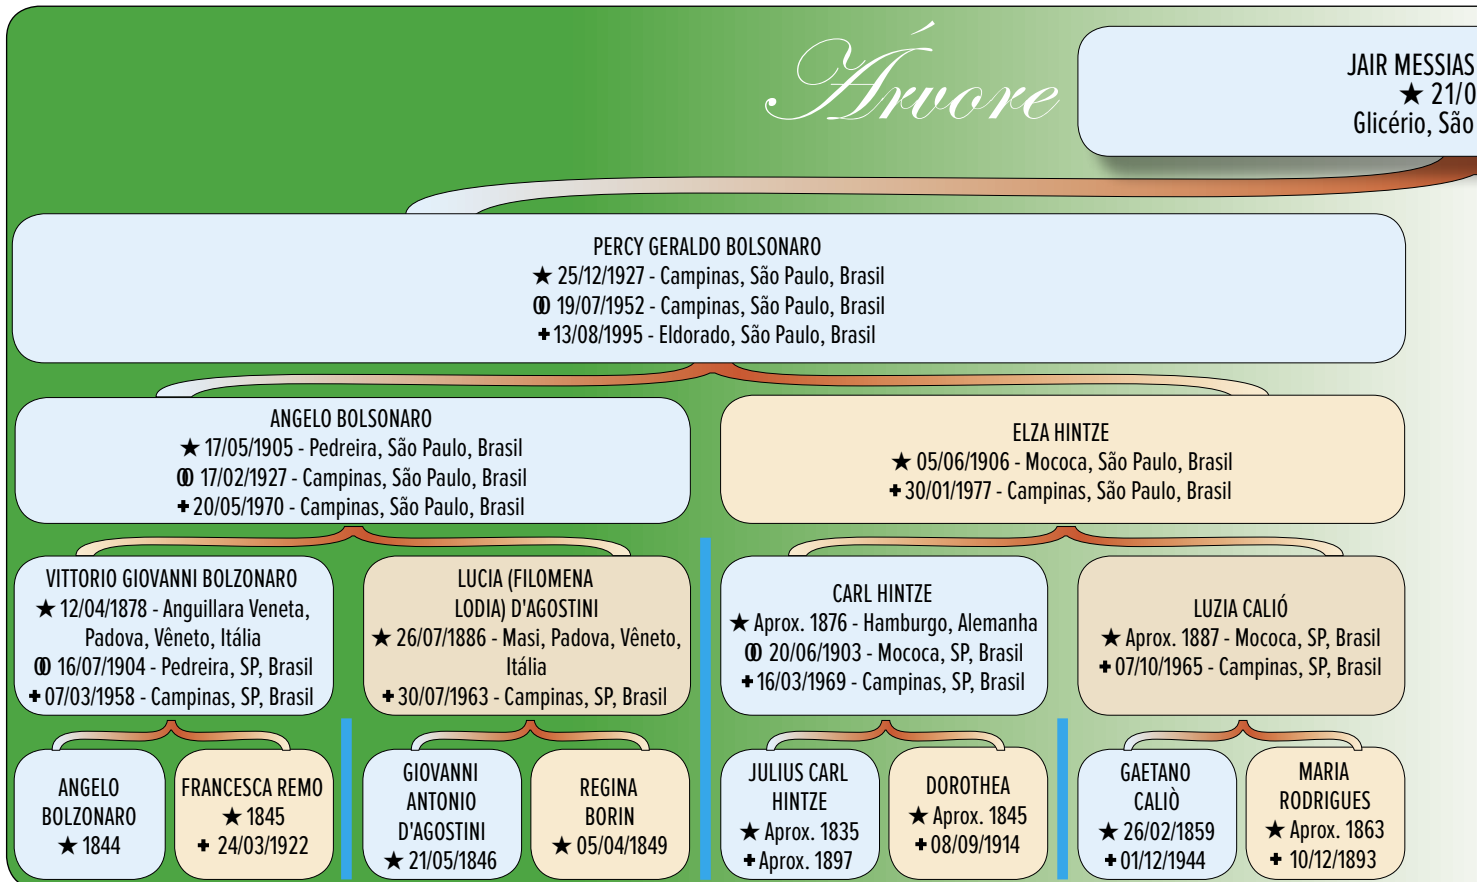 Árvore
JAIR MESSIAS
★ 21/0
Glicério, São
PERCY GERALDO BOLSONARO
★ 25/12/1927 - Campinas, São Paulo, Brasil
⚭ 19/07/1952 - Campinas, São Paulo, Brasil
✚ 13/08/1995 - Eldorado, São Paulo, Brasil
ANGELO BOLSONARO
★ 17/05/1905 - Pedreira, São Paulo, Brasil
⚭ 17/02/1927 - Campinas, São Paulo, Brasil
✚ 20/05/1970 - Campinas, São Paulo, Brasil
ELZA HINTZE
★ 05/06/1906 - Mococa, São Paulo, Brasil
✚ 30/01/1977 - Campinas, São Paulo, Brasil
VITTORIO GIOVANNI BOLZONARO
★ 12/04/1878 - Anguillara Veneta,
Padova, Vêneto, Itália
⚭ 16/07/1904 - Pedreira, SP, Brasil
✚ 07/03/1958 - Campinas, SP, Brasil
LUCIA (FILOMENA
LODIA) D'AGOSTINI
★ 26/07/1886 - Masi, Padova, Vêneto,
Itália
✚ 30/07/1963 - Campinas, SP, Brasil
CARL HINTZE
★ Aprox. 1876 - Hamburgo, Alemanha
⚭ 20/06/1903 - Mococa, SP, Brasil
✚ 16/03/1969 - Campinas, SP, Brasil
LUZIA CALIÓ
★ Aprox. 1887 - Mococa, SP, Brasil
✚ 07/10/1965 - Campinas, SP, Brasil
ANGELO
BOLZONARO
★ 1844
FRANCESCA REMO
★ 1845
✚ 24/03/1922
GIOVANNI
ANTONIO
D'AGOSTINI
★ 21/05/1846
REGINA
BORIN
★ 05/04/1849
JULIUS CARL
HINTZE
★ Aprox. 1835
✚ Aprox. 1897
DOROTHEA
★ Aprox. 1845
✚ 08/09/1914
GAETANO
CALIÒ
★ 26/02/1859
✚ 01/12/1944
MARIA
RODRIGUES
★ Aprox. 1863
✚ 10/12/1893